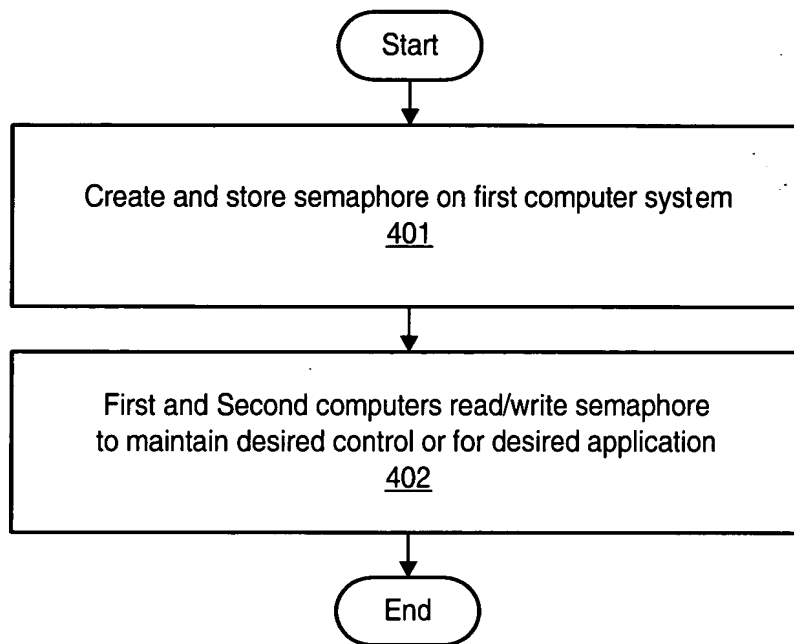 Start
Create and store semaphore on first computer system
401
First and Second computers read/write semaphore
to maintain desired control or for desired application
402
End